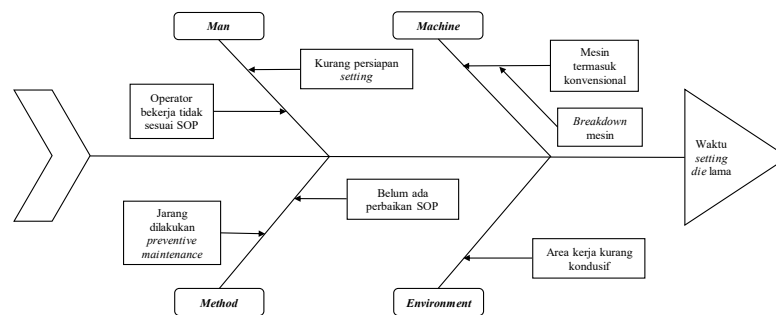 Man
Machine
Kurang persiapan
setting
Mesin
termasuk
konvensional
Operator
bekerja tidak
sesuai SOP
Breakdown
mesin
Waktu
setting
die lama
Belum ada
perbaikan SOP
Jarang
dilakukan
preventive
maintenance
Area kerja kurang
kondusif
Method
Environment